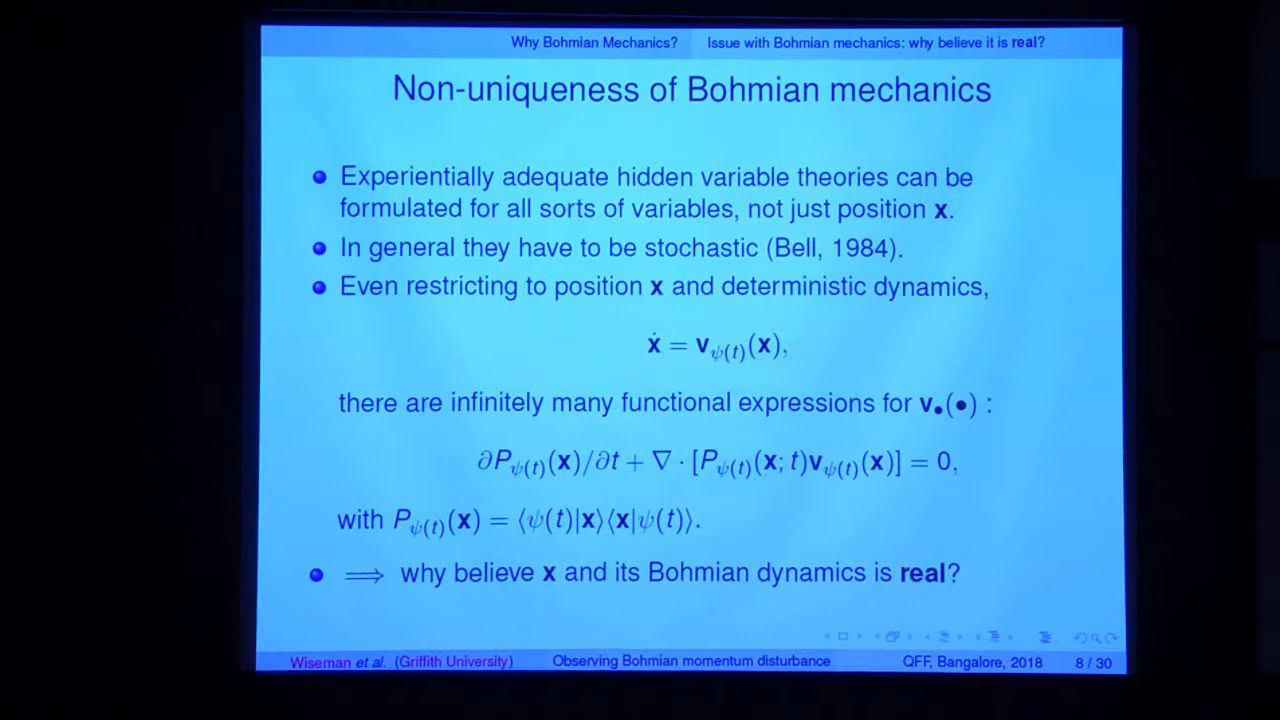 Why Bohmian Mechanics? Issue with Bohmian mechanics: why believe it is real?
Non-uniqueness of Bohmian mechanics
Experientially adequate hidden variable theories can be
formulated for all sorts of variables, not just position x.
In general they have to be stochastic (Bell, 1984).
Even restricting to position x and deterministic dynamics,
ẋ = v_ψ(t)(x),
there are infinitely many functional expressions for v•(•) :
∂P_ψ(t)(x)/∂t + ∇ · [P_ψ(t)(x; t)v_ψ(t)(x)] = 0,
with P_ψ(t)(x) = ⟨ψ(t)|x⟩⟨x|ψ(t)⟩.
⟹ why believe x and its Bohmian dynamics is real?
Wiseman et al. (Griffith University) Observing Bohmian momentum disturbance QFF, Bangalore, 2018 8 / 30